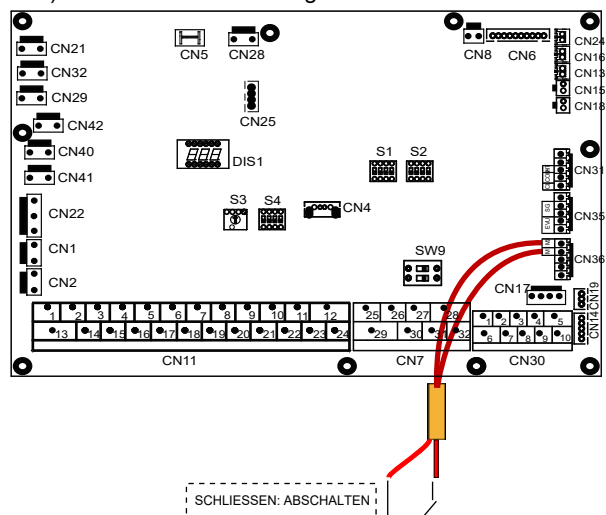 CN21
CN32
CN29
CN42
CN40
CN41
CN22
CN1
CN2
CN5
CN28
CN25
DIS1
S1 S2
S3 S4
CN4
SW9
CN8 CN6
CN24
CN16
CN13
CN15
CN18
CN31
CN35
EVU SG
CN36
CN17
CN19
CN14
1 2 3 4 5 6 7 8 9 10 11 12
13 14 15 16 17 18 19 20 21 22 23 24
CN11
25 26 27 28
29 30 31 32
CN7
1 2 3 4 5
6 7 8 9 10
CN30
SCHLIESSEN: ABSCHALTEN